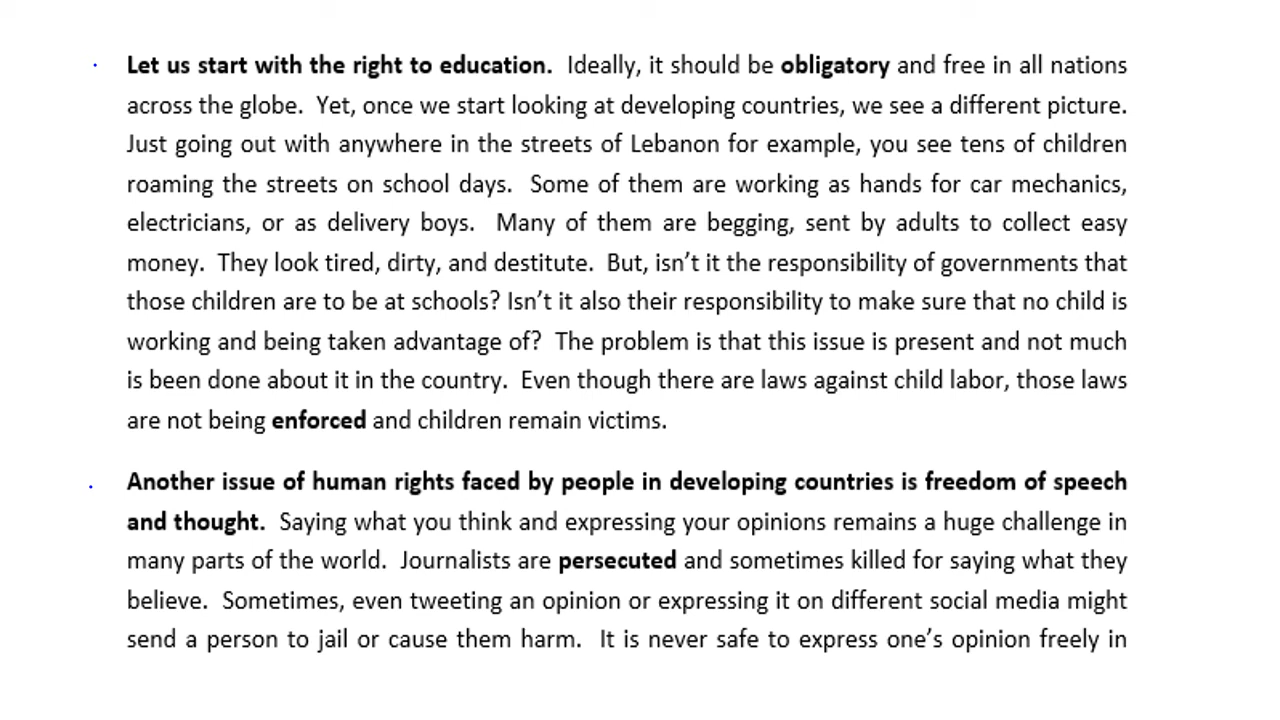 Let us start with the right to education.  Ideally, it should be obligatory and free in all nations
across the globe.  Yet, once we start looking at developing countries, we see a different picture.
Just going out with anywhere in the streets of Lebanon for example, you see tens of children
roaming the streets on school days.  Some of them are working as hands for car mechanics,
electricians, or as delivery boys.  Many of them are begging, sent by adults to collect easy
money.  They look tired, dirty, and destitute.  But, isn’t it the responsibility of governments that
those children are to be at schools? Isn’t it also their responsibility to make sure that no child is
working and being taken advantage of?  The problem is that this issue is present and not much
is been done about it in the country.  Even though there are laws against child labor, those laws
are not being enforced and children remain victims.
Another issue of human rights faced by people in developing countries is freedom of speech
and thought.  Saying what you think and expressing your opinions remains a huge challenge in
many parts of the world.  Journalists are persecuted and sometimes killed for saying what they
believe.  Sometimes, even tweeting an opinion or expressing it on different social media might
send a person to jail or cause them harm.  It is never safe to express one’s opinion freely in